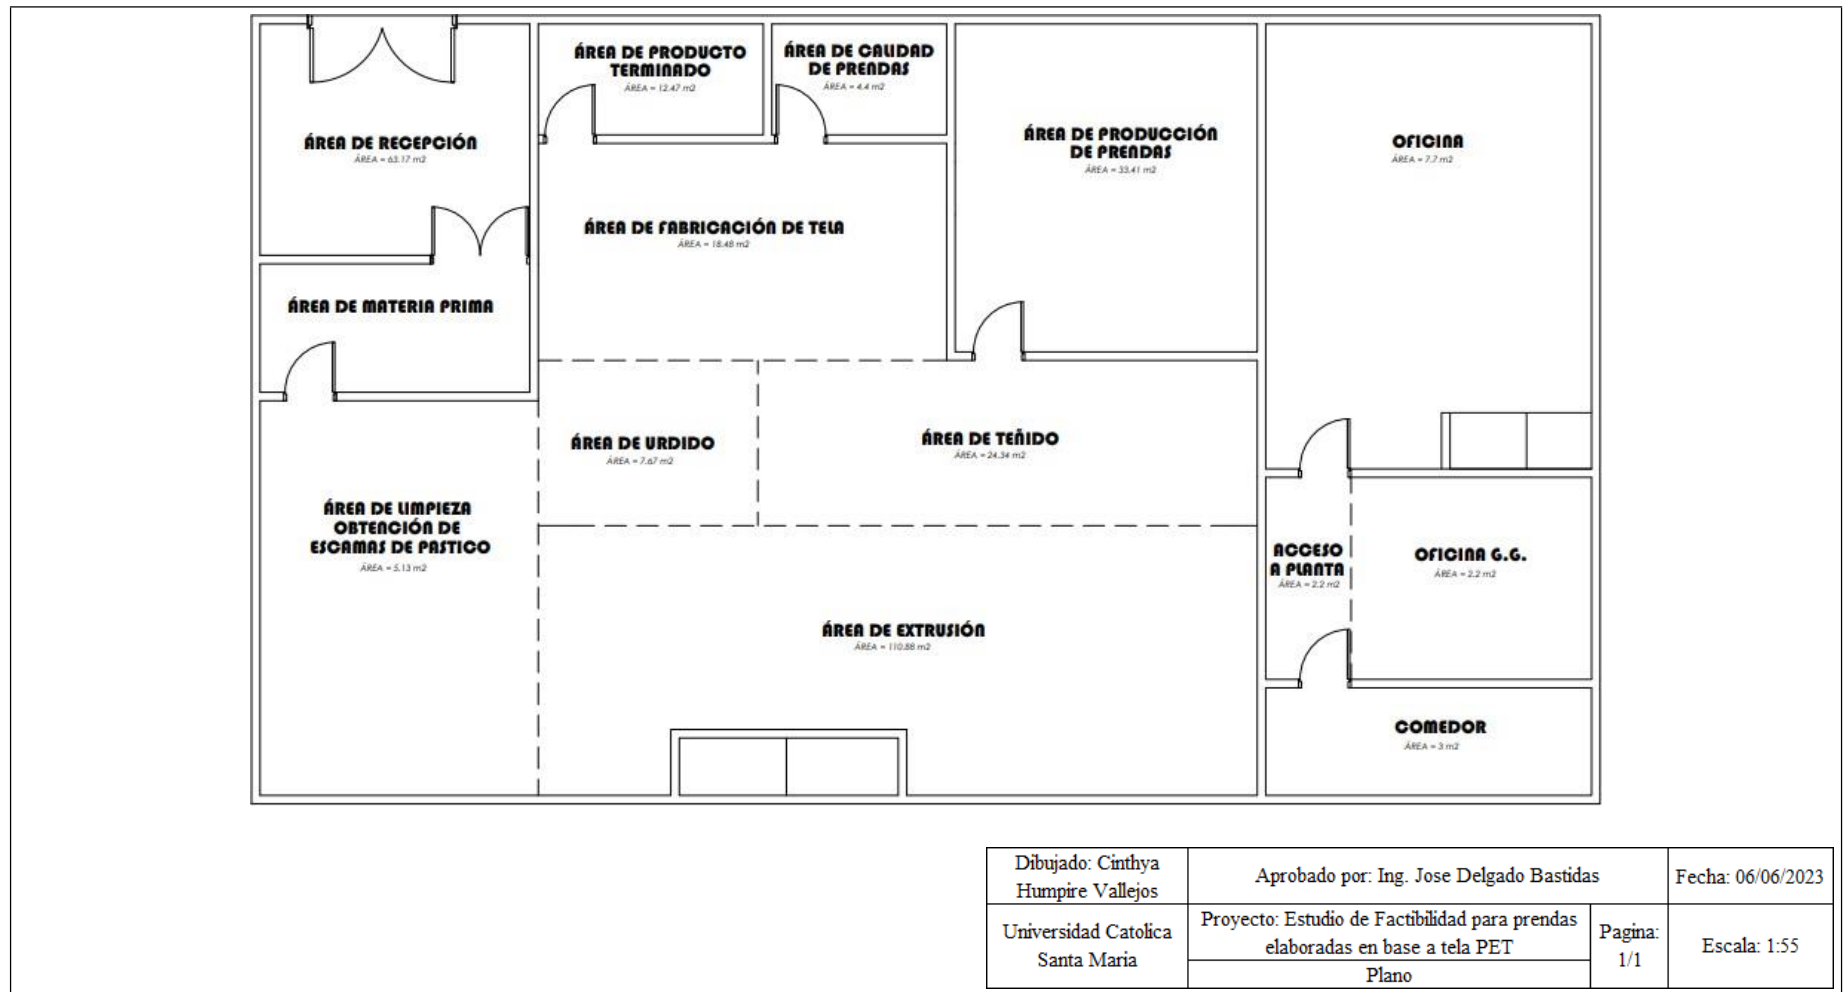 ÁREA DE PRODUCTO
TERMINADO
ÁREA = 12.47 m2
ÁREA DE CALIDAD
DE PRENDAS
ÁREA = 4.4 m2
ÁREA DE RECEPCIÓN
ÁREA = 63.17 m2
ÁREA DE PRODUCCIÓN
DE PRENDAS
ÁREA = 33.41 m2
OFICINA
ÁREA = 7.7 m2
ÁREA DE FABRICACIÓN DE TELA
ÁREA = 18.48 m2
ÁREA DE MATERIA PRIMA
ÁREA DE URDIDO
ÁREA = 7.67 m2
ÁREA DE TEÑIDO
ÁREA = 24.34 m2
ÁREA DE LIMPIEZA
OBTENCIÓN DE
ESCAMAS DE PASTICO
ÁREA = 5.13 m2
ACCESO
A PLANTA
ÁREA = 2.2 m2
OFICINA G.G.
ÁREA = 2.2 m2
ÁREA DE EXTRUSIÓN
ÁREA = 110.88 m2
COMEDOR
ÁREA = 3 m2
Dibujado: Cinthya
Humpire Vallejos
Aprobado por: Ing. Jose Delgado Bastidas
Fecha: 06/06/2023
Universidad Catolica
Santa Maria
Proyecto: Estudio de Factibilidad para prendas
elaboradas en base a tela PET
Plano
Pagina:
1/1
Escala: 1:55